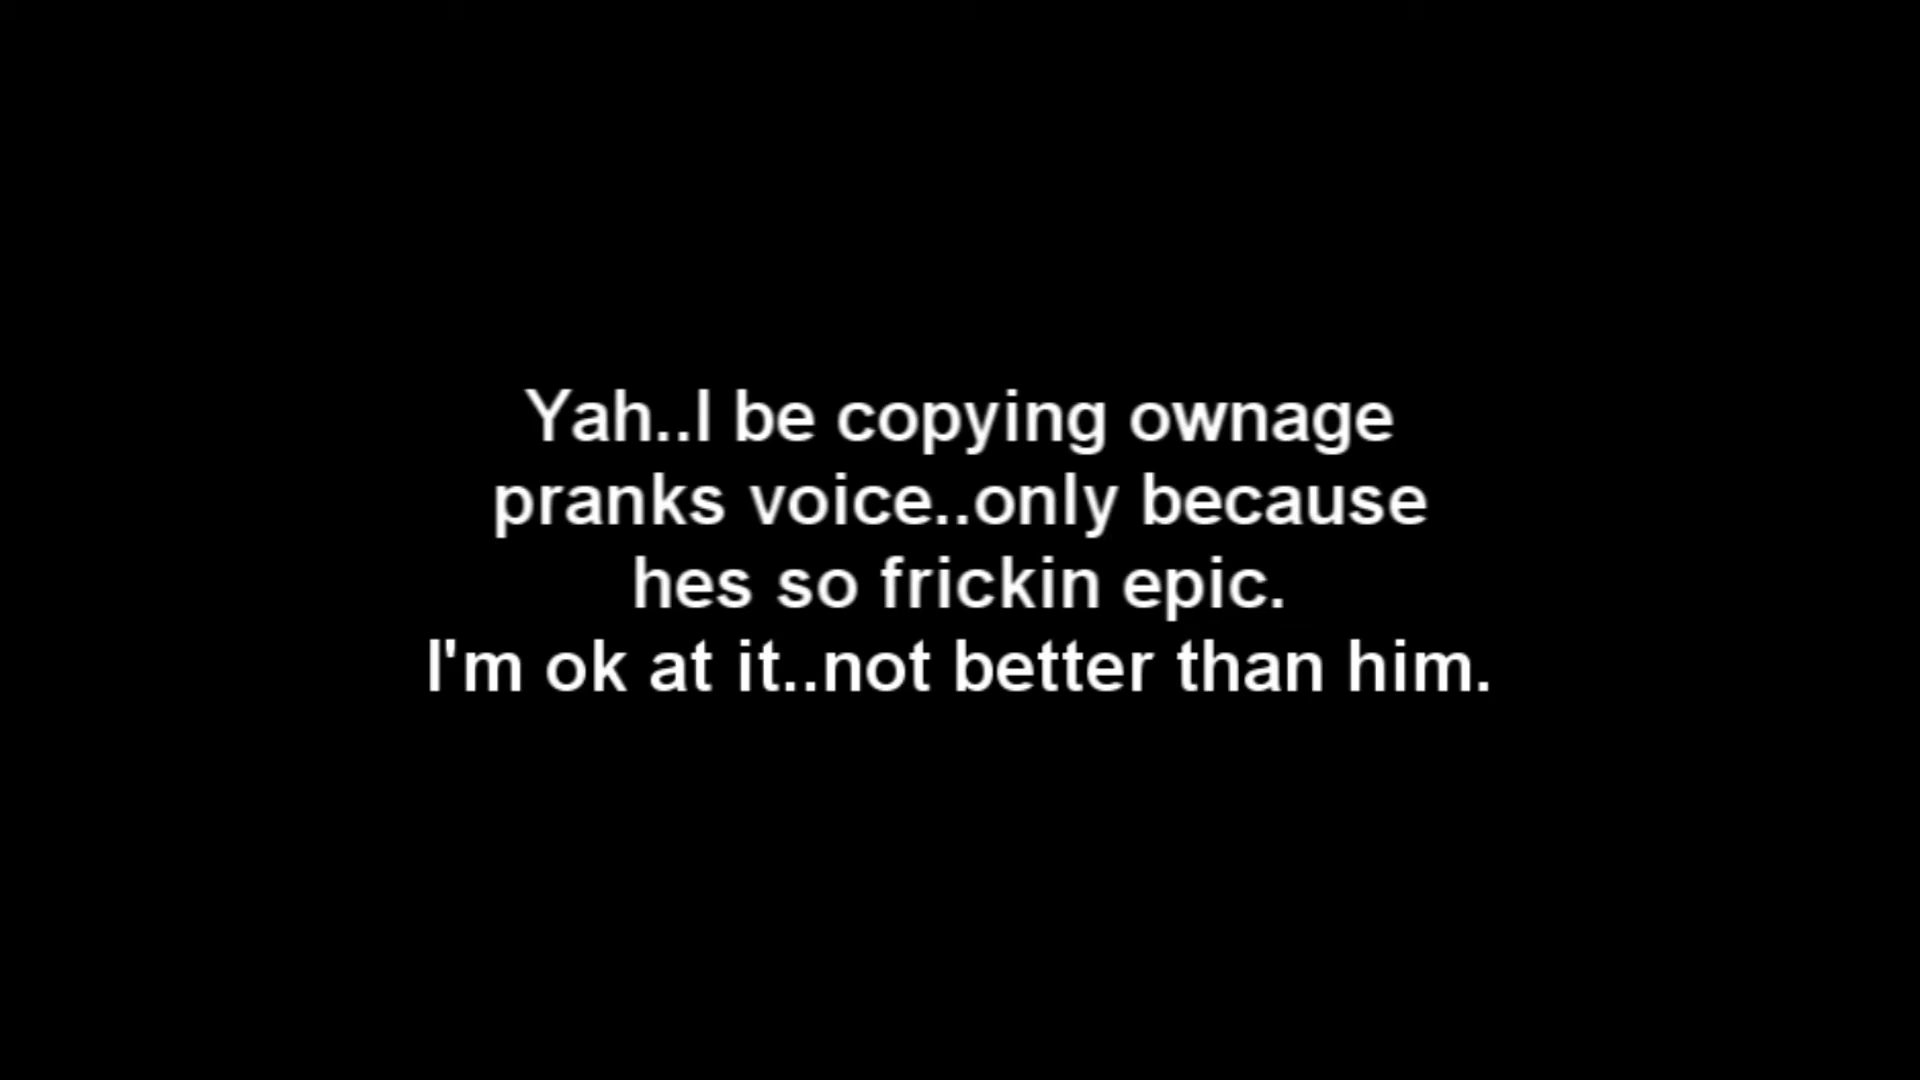 Yah..I be copying ownage
pranks voice..only because
hes so frickin epic.
I'm ok at it..not better than him.